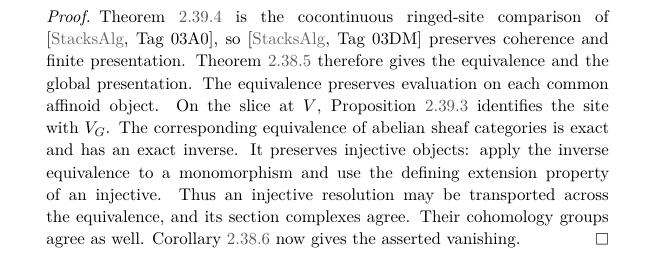 Proof. Theorem 2.39.4 is the cocontinuous ringed-site comparison of
[StacksAlg, Tag 03A0], so [StacksAlg, Tag 03DM] preserves coherence and
finite presentation. Theorem 2.38.5 therefore gives the equivalence and the
global presentation. The equivalence preserves evaluation on each common
affinoid object. On the slice at V, Proposition 2.39.3 identifies the site
with V_G. The corresponding equivalence of abelian sheaf categories is exact
and has an exact inverse. It preserves injective objects: apply the inverse
equivalence to a monomorphism and use the defining extension property
of an injective. Thus an injective resolution may be transported across
the equivalence, and its section complexes agree. Their cohomology groups
agree as well. Corollary 2.38.6 now gives the asserted vanishing. □